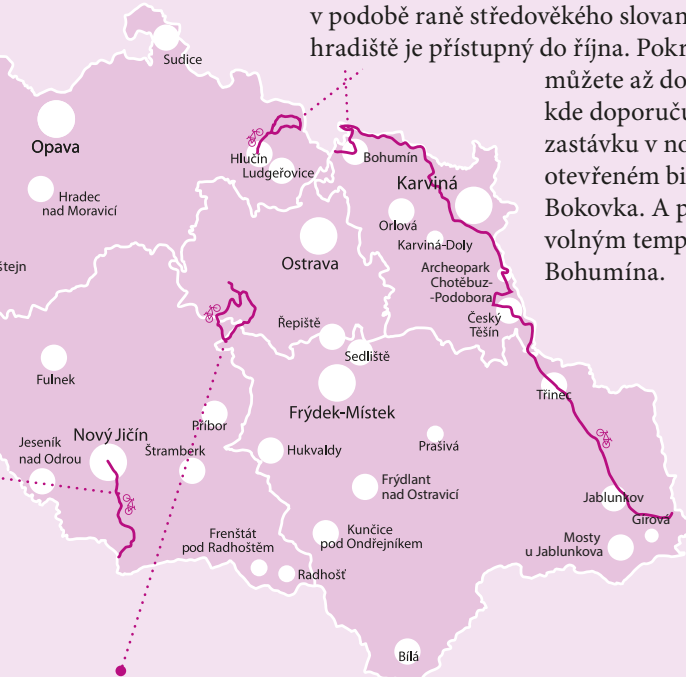 v podobě raně středověkého slovan
hradiště je přístupný do října. Pokr
můžete až do
kde doporuču
zastávku v no
otevřeném bi
Bokovka. A p
volným temp
Bohumína.
Sudice
Opava
Hradec
nad Moravicí
Hlučín
Ludgeřovice
Bohumín
Karviná
Orlová
Karviná-Doly
Ostrava
Archeopark
Chotěbuz-
-Podobora
Český
Těšín
štejn
Řepiště
Sedliště
Fulnek
Třinec
Frýdek-Místek
Příbor
Nový Jičín
Jeseník
nad Odrou
Štramberk
Hukvaldy
Prašivá
Frýdlant
nad Ostravicí
Jablunkov
Girová
Mosty
u Jablunkova
Kunčice
pod Ondřejníkem
Frenštát
pod Radhoštěm
Radhošť
Bílá